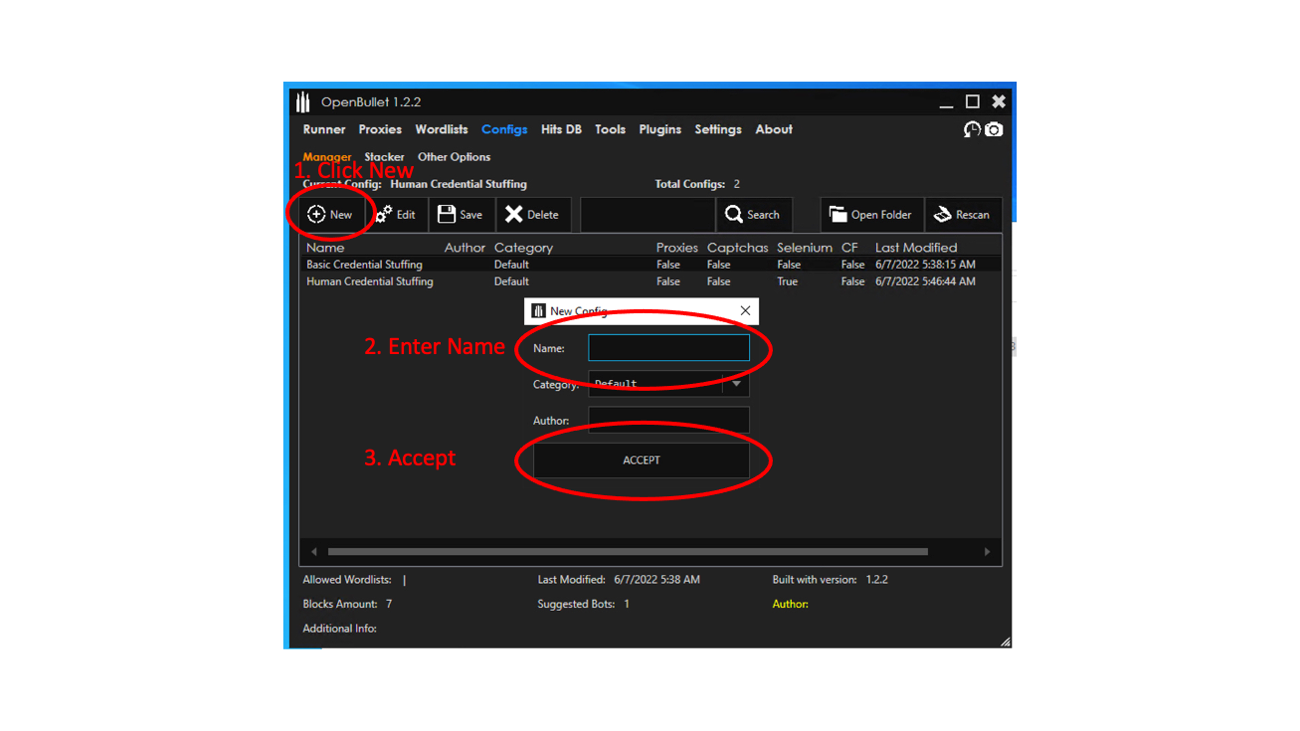 OpenBullet 1.2.2
Runner Proxies Wordlists Configs Hits DB Tools Plugins Settings About
Manager Stacker Other Options
1. Click New
Current Config: Human Credential Stuffing Total Configs: 2
New Edit Save Delete Search Open Folder Rescan
Name Author Category Proxies Captchas Selenium CF Last Modified
Basic Credential Stuffing Default False False False False 6/7/2022 5:38:15 AM
Human Credential Stuffing Default False False True False 6/7/2022 5:46:44 AM
New Config
2. Enter Name
Name:
Category: Default
Author:
3. Accept
ACCEPT
Allowed Wordlists: | Last Modified: 6/7/2022 5:38 AM Built with version: 1.2.2
Blocks Amount: 7 Suggested Bots: 1 Author:
Additional Info: